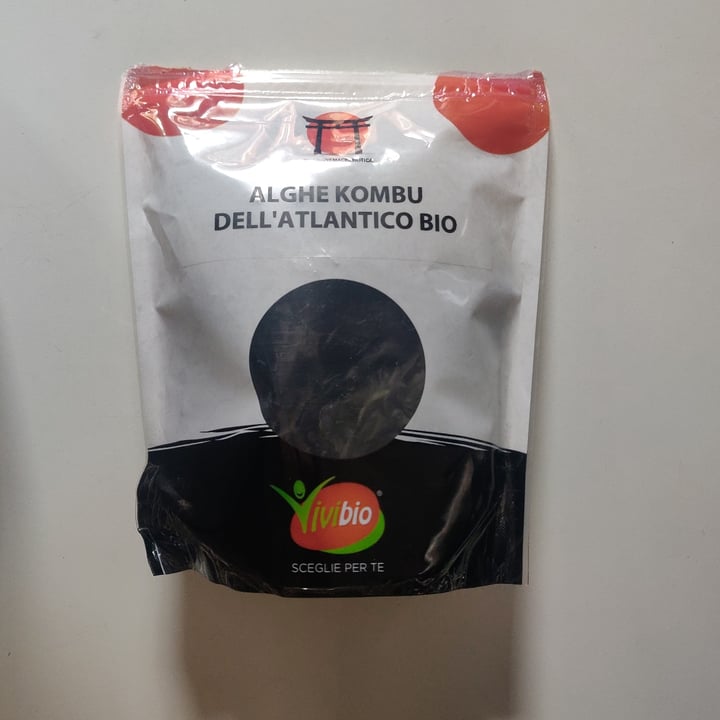 ALGHE KOMBU
DELL'ATLANTICO BIO
Vivibio®
SCEGLIE PER TE